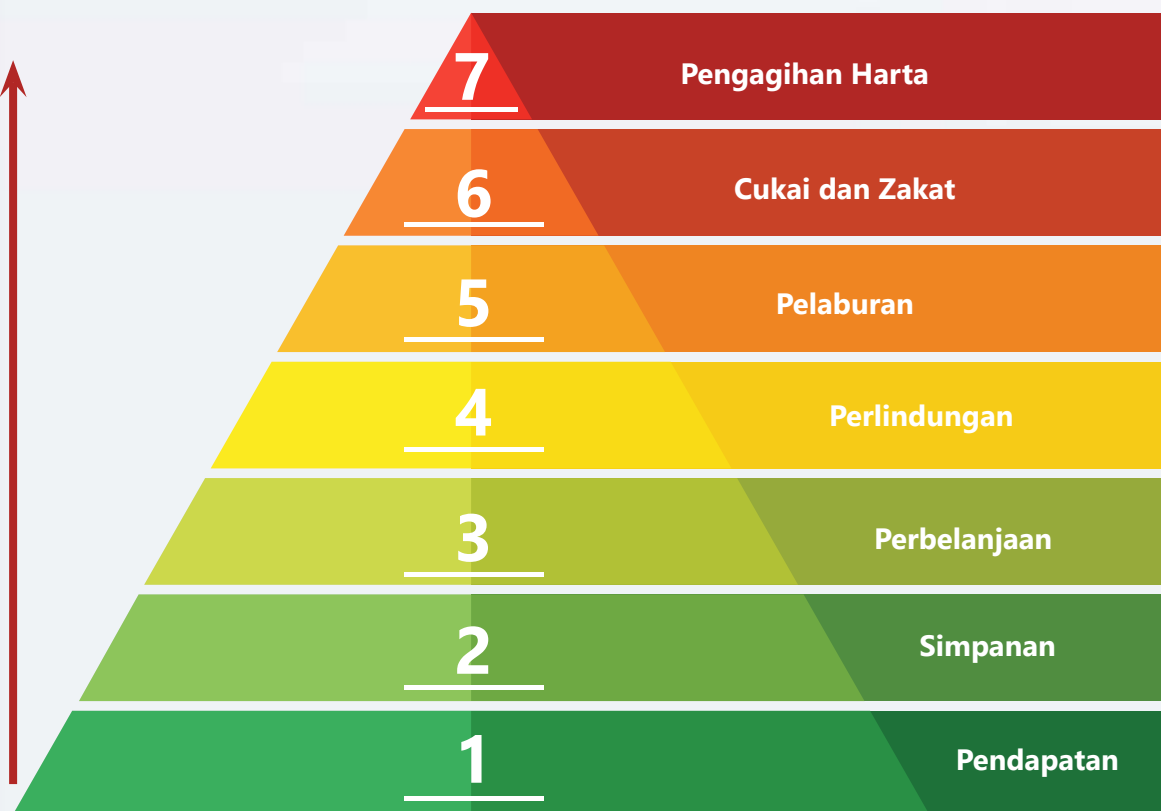 7 Pengagihan Harta
6 Cukai dan Zakat
5 Pelaburan
4 Perlindungan
3 Perbelanjaan
2 Simpanan
1 Pendapatan